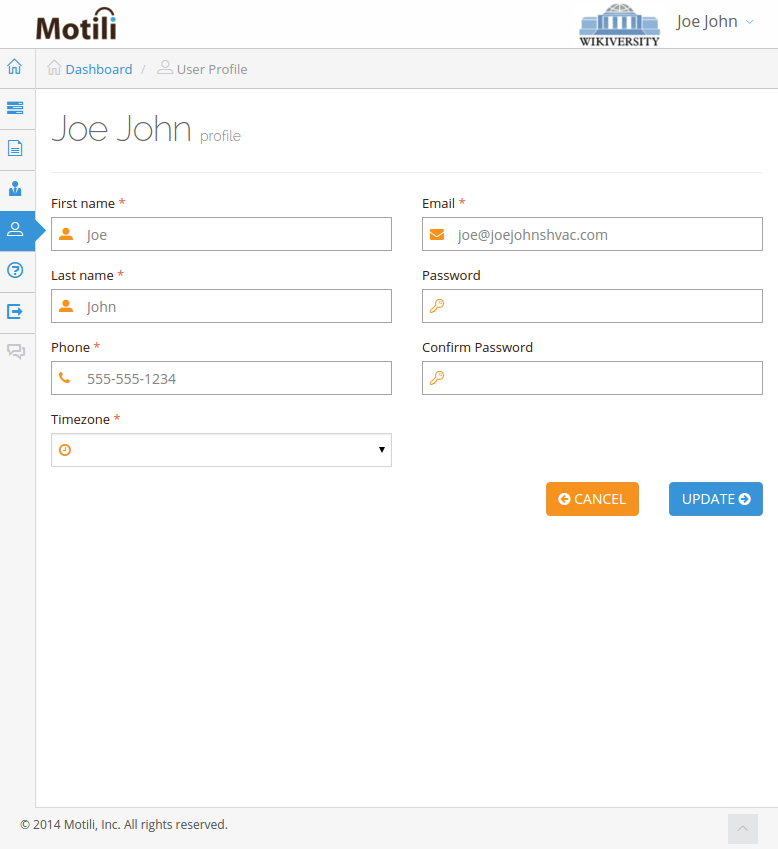 Motili
WIKIVERSITY
Joe John
Dashboard / User Profile
Joe John profile
First name *
Joe
Email *
joe@joejohnshvac.com
Last name *
John
Password
Phone *
555-555-1234
Confirm Password
Timezone *
CANCEL
UPDATE
© 2014 Motili, Inc. All rights reserved.